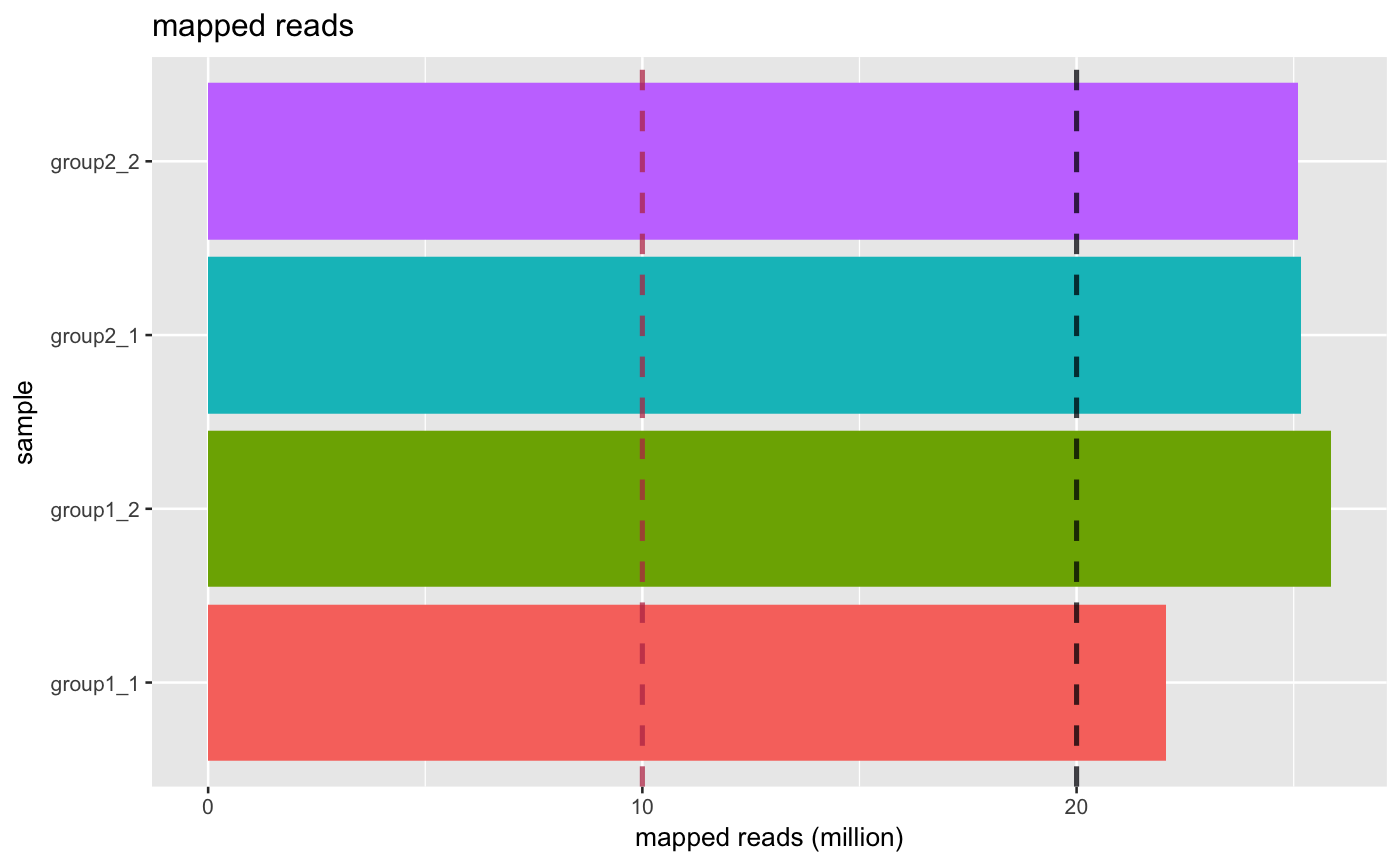 mapped reads
group2_2
group2_1
group1_2
group1_1
sample
0 10 20
mapped reads (million)